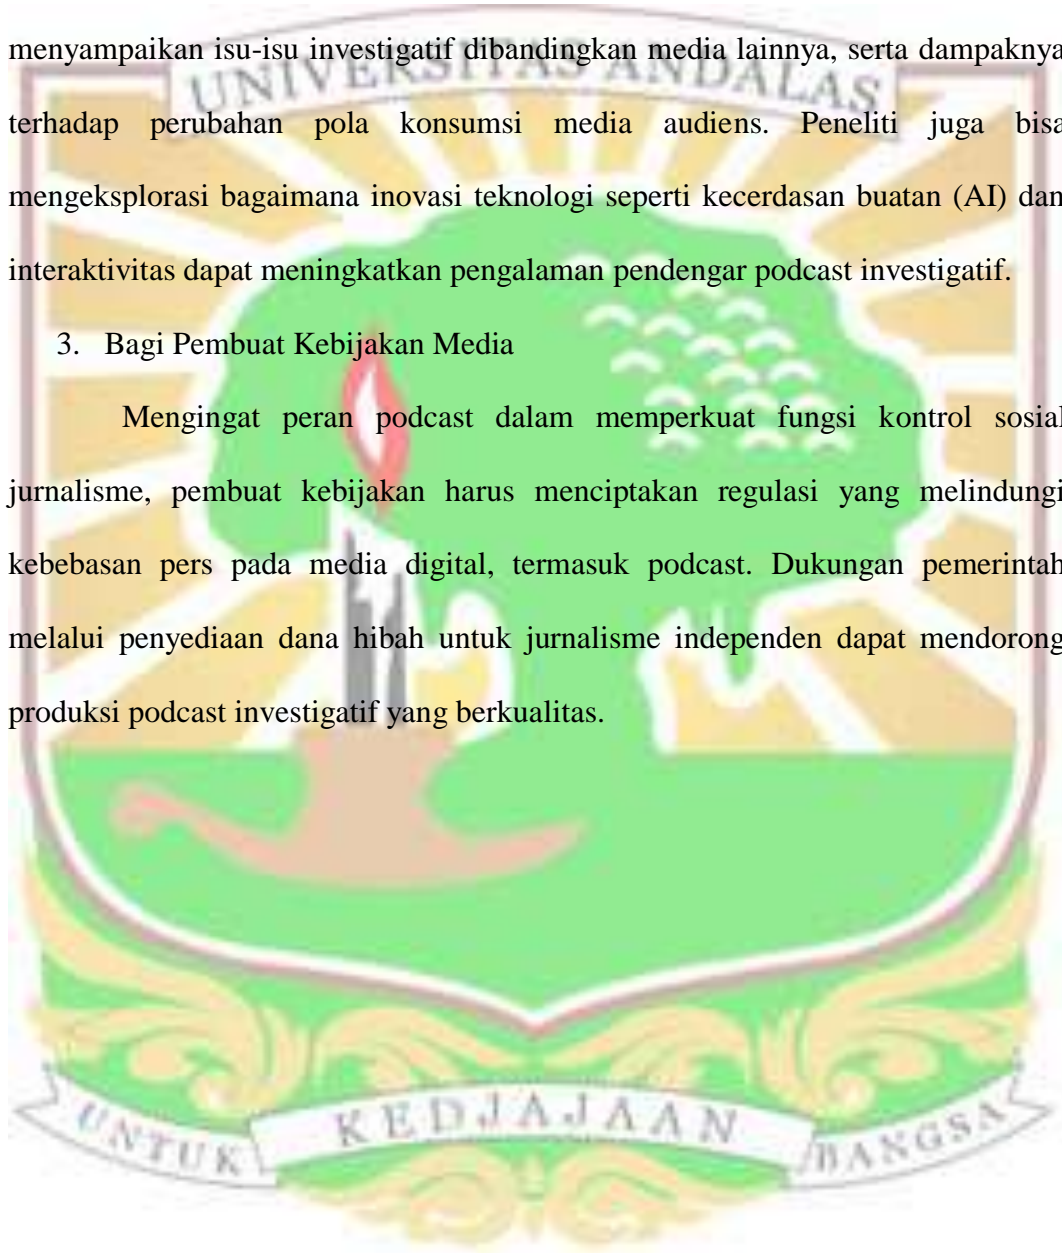 menyampaikan isu-isu investigatif dibandingkan media lainnya, serta dampaknya
UNIVERSITAS ANDALAS
terhadap perubahan pola konsumsi media audiens. Peneliti juga bisa
mengeksplorasi bagaimana inovasi teknologi seperti kecerdasan buatan (AI) dan
interaktivitas dapat meningkatkan pengalaman pendengar podcast investigatif.
3. Bagi Pembuat Kebijakan Media
Mengingat peran podcast dalam memperkuat fungsi kontrol sosial
jurnalisme, pembuat kebijakan harus menciptakan regulasi yang melindungi
kebebasan pers pada media digital, termasuk podcast. Dukungan pemerintah
melalui penyediaan dana hibah untuk jurnalisme independen dapat mendorong
produksi podcast investigatif yang berkualitas.
UNTUK KEDJAJAAN BANGSA